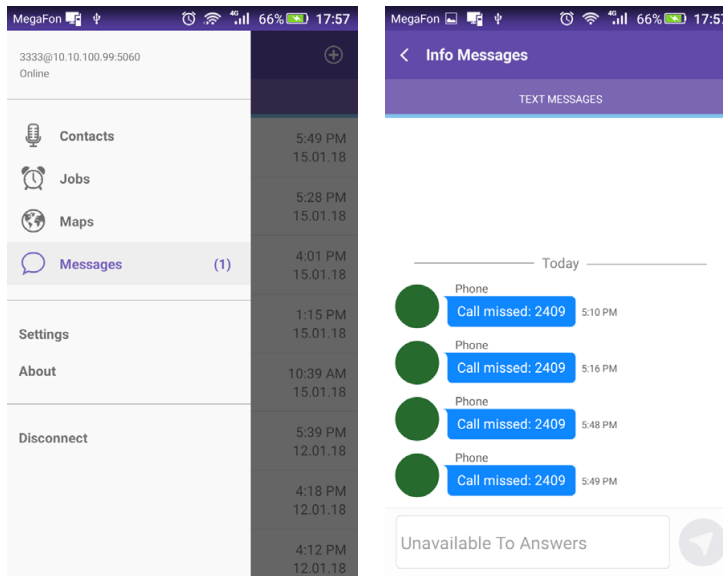 MegaFon 4G 66% 17:57
3333@10.10.100.99:5060
Online
Contacts
Jobs
Maps
Messages (1)
Settings
About
Disconnect
5:49 PM
15.01.18
5:28 PM
15.01.18
4:01 PM
15.01.18
1:15 PM
15.01.18
10:39 AM
15.01.18
5:39 PM
12.01.18
4:18 PM
12.01.18
4:12 PM
12.01.18
MegaFon 4G 66% 17:57
Info Messages
TEXT MESSAGES
Today
Phone
Call missed: 2409 5:10 PM
Phone
Call missed: 2409 5:16 PM
Phone
Call missed: 2409 5:48 PM
Phone
Call missed: 2409 5:49 PM
Unavailable To Answers